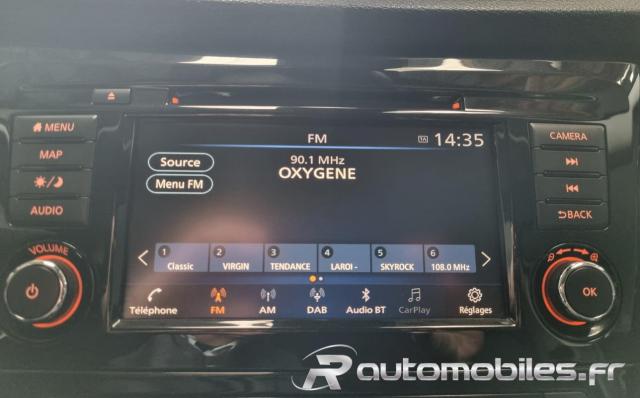 FM
TA 14:35
MENU
MAP
AUDIO
VOLUME
Source
Menu FM
90.1 MHz
OXYGENE
1 Classic
2 VIRGIN
3 TENDANCE
4 LAROI -
5 SKYROCK
6 108.0 MHz
Téléphone
FM
AM
DAB
Audio BT
CarPlay
Réglages
CAMERA
BACK
OK
R automobiles.fr